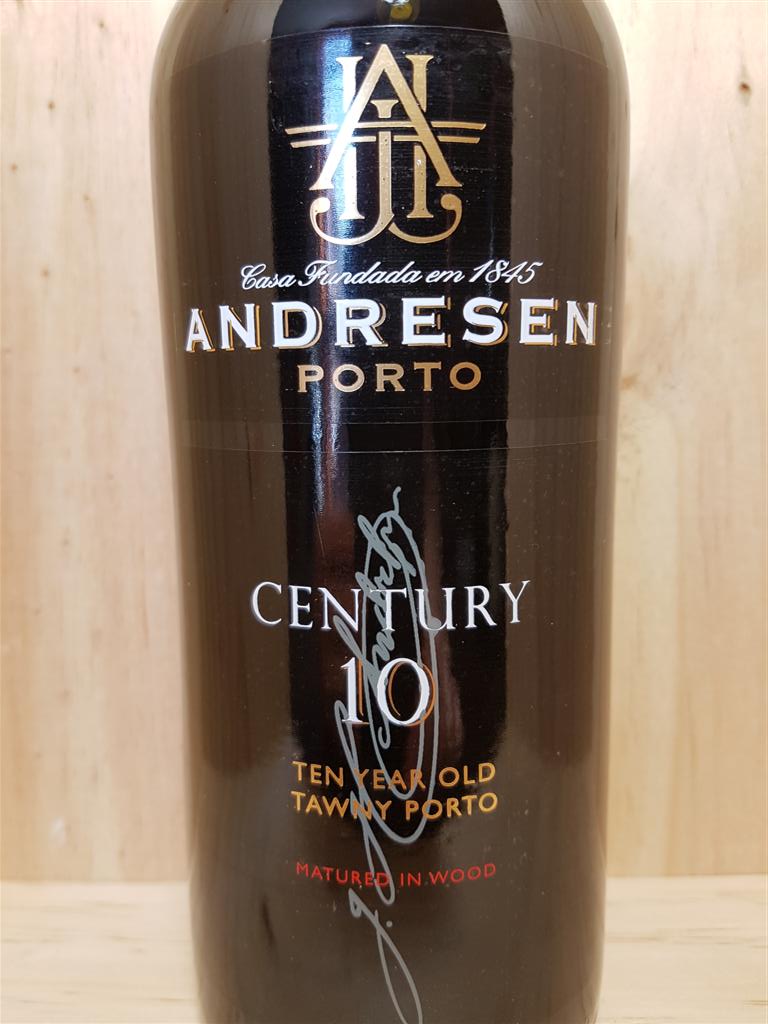 Casa Fundada em 1845
ANDRESEN
PORTO
CENTURY
10
TEN YEAR OLD
TAWNY PORTO
MATURED IN WOOD